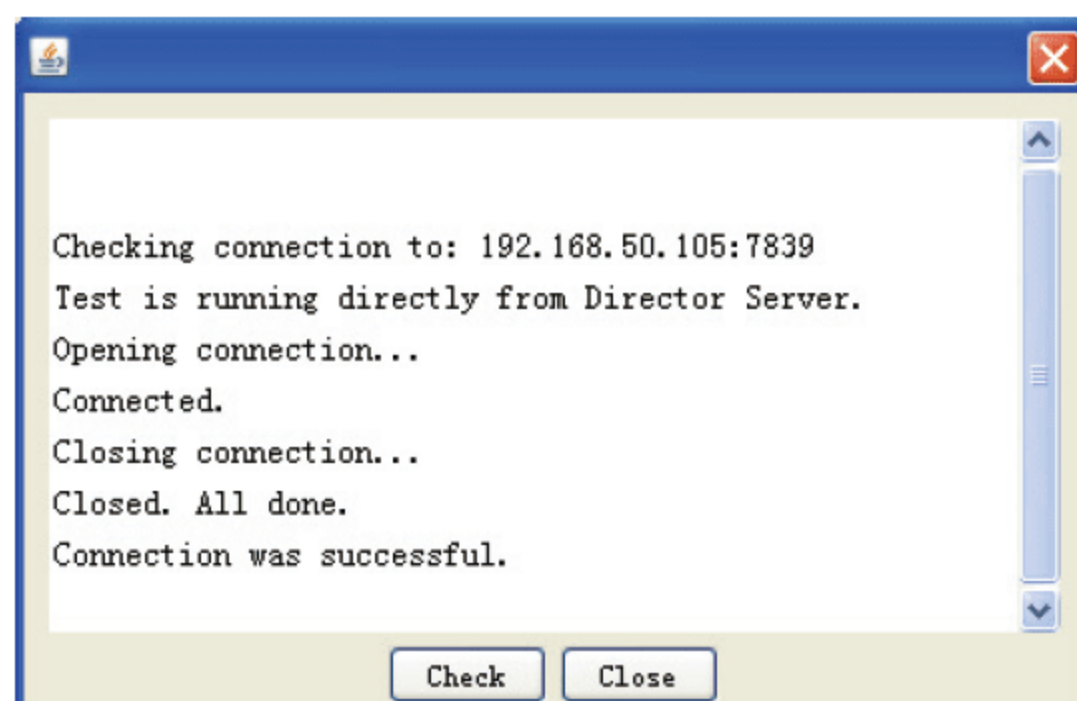 Checking connection to: 192.168.50.105:7839
Test is running directly from Director Server.
Opening connection...
Connected.
Closing connection...
Closed. All done.
Connection was successful.
Check Close